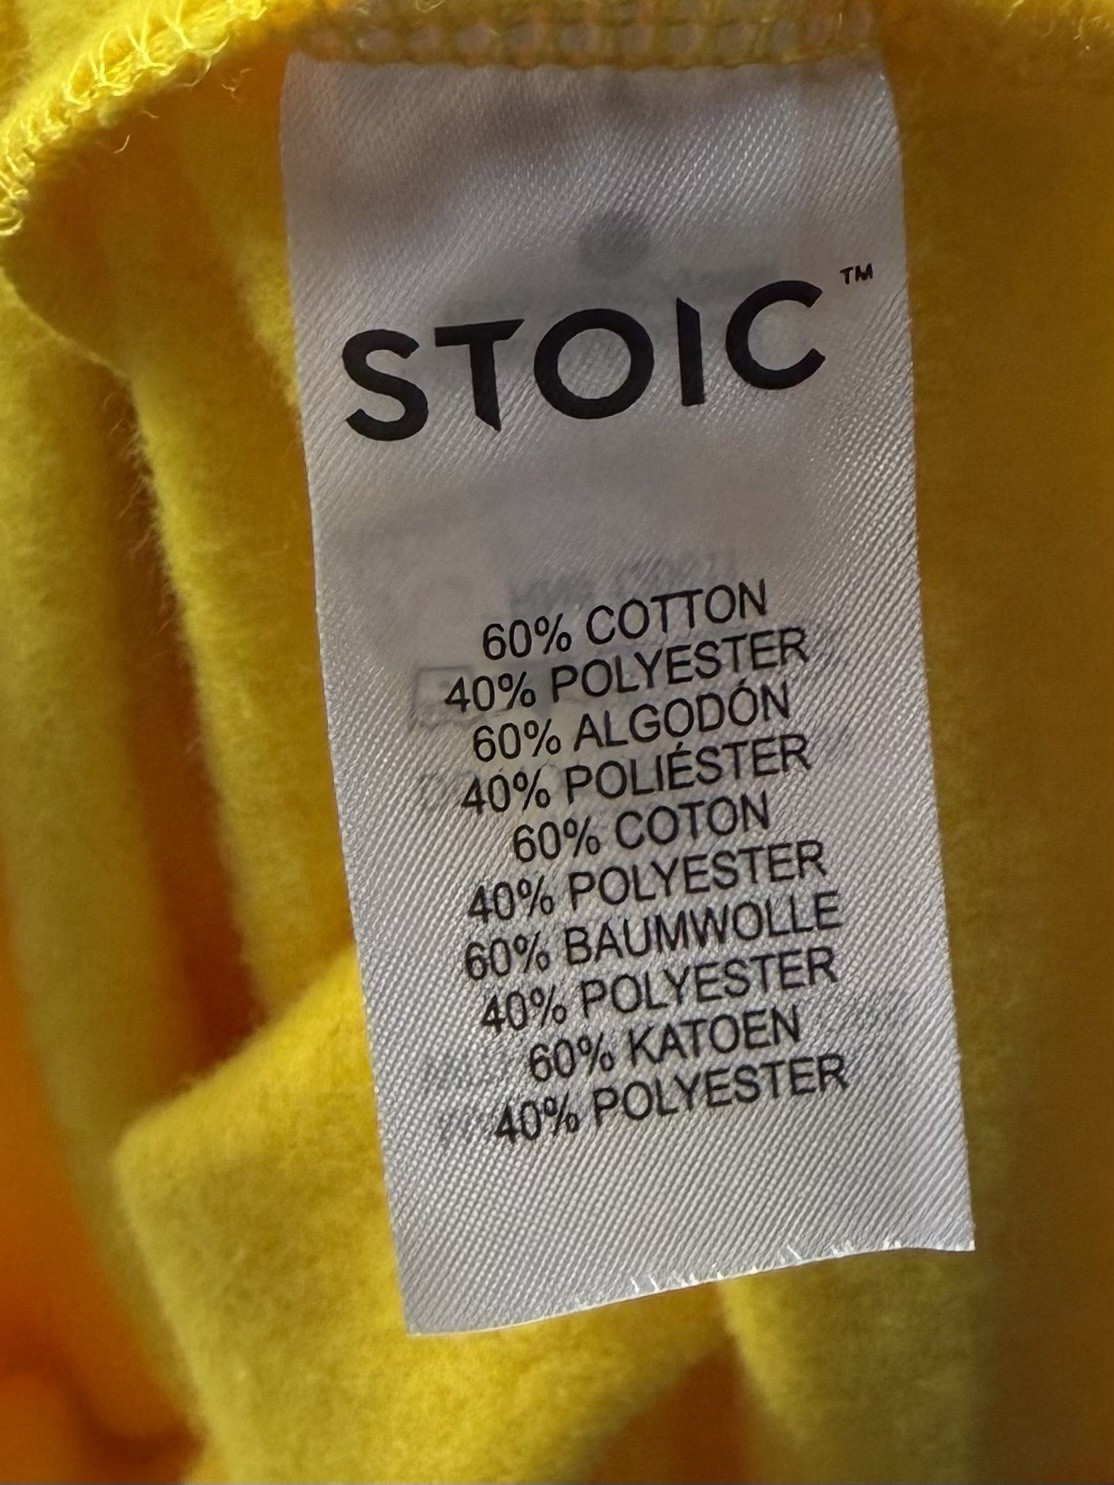 STOIC™
60% COTTON
40% POLYESTER
60% ALGODÓN
40% POLIÉSTER
60% COTON
40% POLYESTER
60% BAUMWOLLE
40% POLYESTER
60% KATOEN
40% POLYESTER